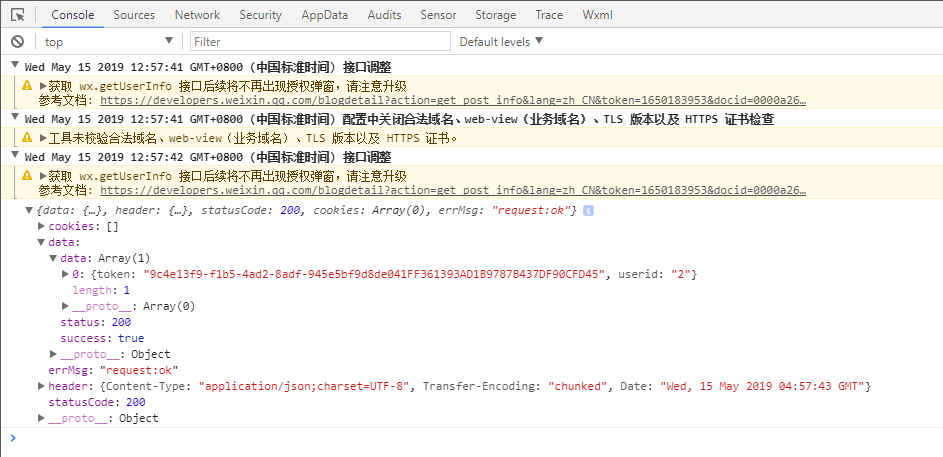 Console Sources Network Security AppData Audits Sensor Storage Trace Wxml
top Filter Default levels
Wed May 15 2019 12:57:41 GMT+0800 (中国标准时间) 接口调整
获取 wx.getUserInfo 接口后续将不再出现授权弹窗，请注意升级
参考文档: https://developers.weixin.qq.com/blogdetail?action=get_post_info&lang=zh_CN&token=1650183953&docid=0000a26…
Wed May 15 2019 12:57:41 GMT+0800 (中国标准时间) 配置中关闭合法域名、web-view（业务域名）、TLS 版本以及 HTTPS 证书检查
工具未校验合法域名、web-view（业务域名）、TLS 版本以及 HTTPS 证书。
Wed May 15 2019 12:57:42 GMT+0800 (中国标准时间) 接口调整
获取 wx.getUserInfo 接口后续将不再出现授权弹窗，请注意升级
参考文档: https://developers.weixin.qq.com/blogdetail?action=get_post_info&lang=zh_CN&token=1650183953&docid=0000a26…
{data: {…}, header: {…}, statusCode: 200, cookies: Array(0), errMsg: "request:ok"}
cookies: []
data:
data: Array(1)
0: {token: "9c4e13f9-f1b5-4ad2-8adf-945e5bf9d8de041FF361393AD1B9787B437DF90CFD45", userid: "2"}
length: 1
__proto__: Array(0)
status: 200
success: true
__proto__: Object
errMsg: "request:ok"
header: {Content-Type: "application/json;charset=UTF-8", Transfer-Encoding: "chunked", Date: "Wed, 15 May 2019 04:57:43 GMT"}
statusCode: 200
__proto__: Object